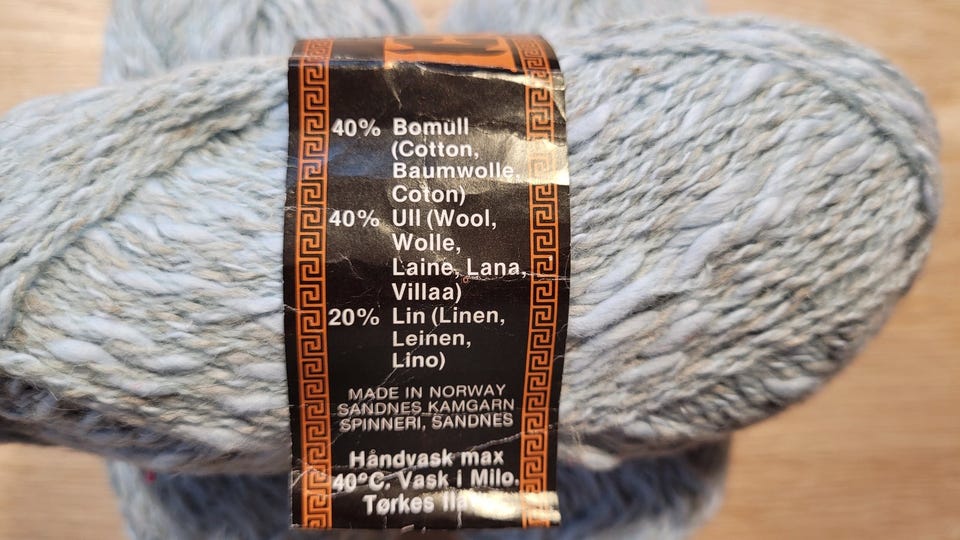 40% Bomull
(Cotton,
Baumwolle,
Coton)
40% Ull (Wool,
Wolle,
Laine, Lana,
Villaa)
20% Lin (Linen,
Leinen,
Lino)
MADE IN NORWAY
SANDNES KAMGARN
SPINNERI, SANDNES
Håndvask max
40°C. Vask i Milo.
Tørkes